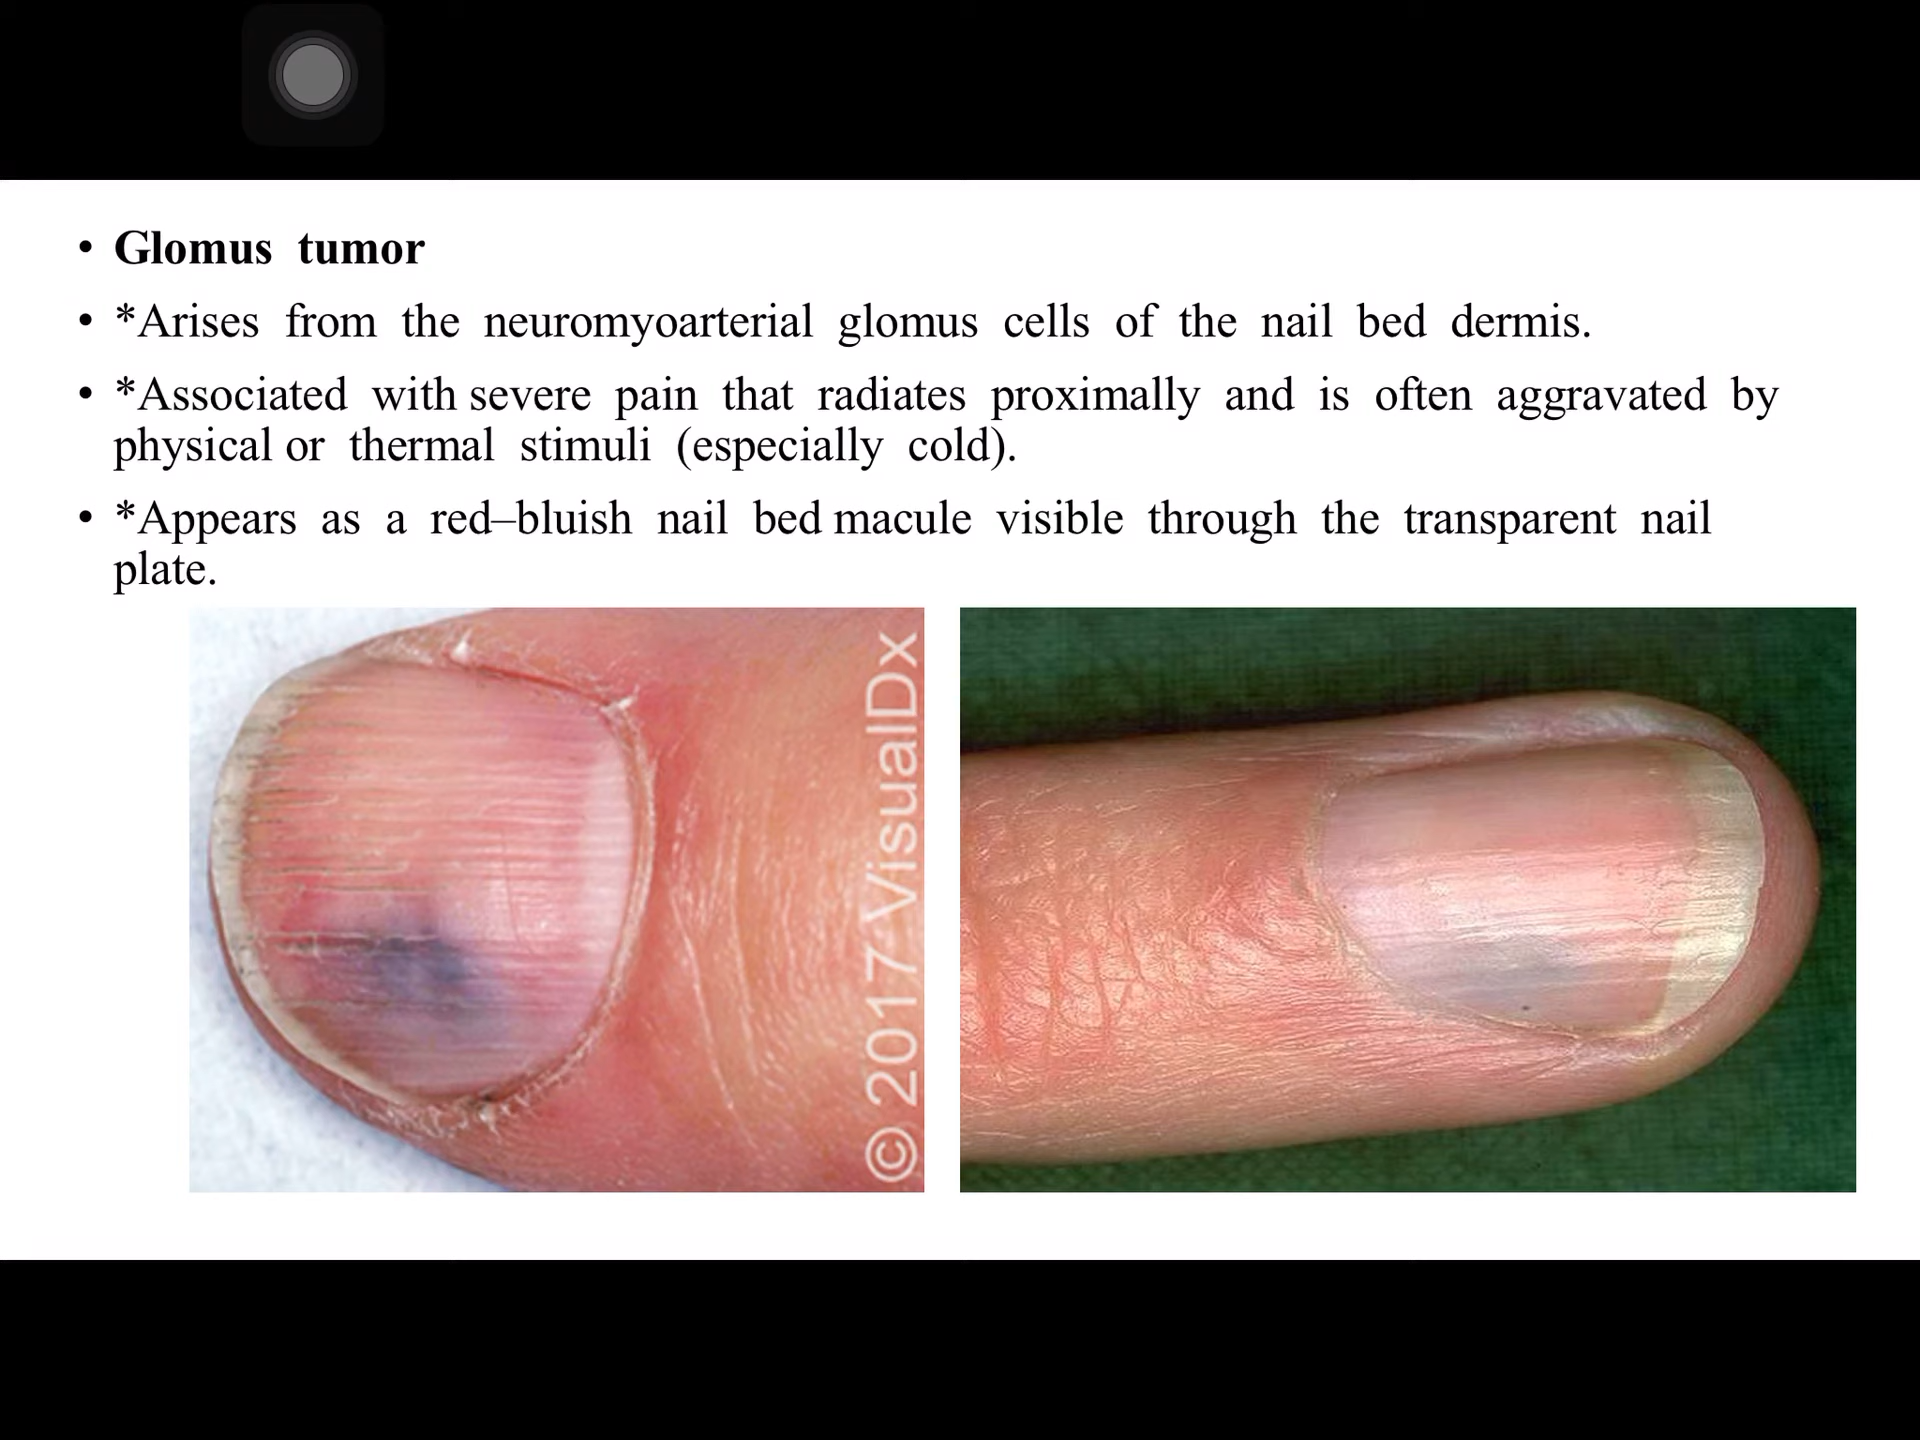 • Glomus tumor
• *Arises from the neuromyoarterial glomus cells of the nail bed dermis.
• *Associated with severe pain that radiates proximally and is often aggravated by
physical or thermal stimuli (especially cold).
• *Appears as a red–bluish nail bed macule visible through the transparent nail
plate.
© 2017 VisualDx